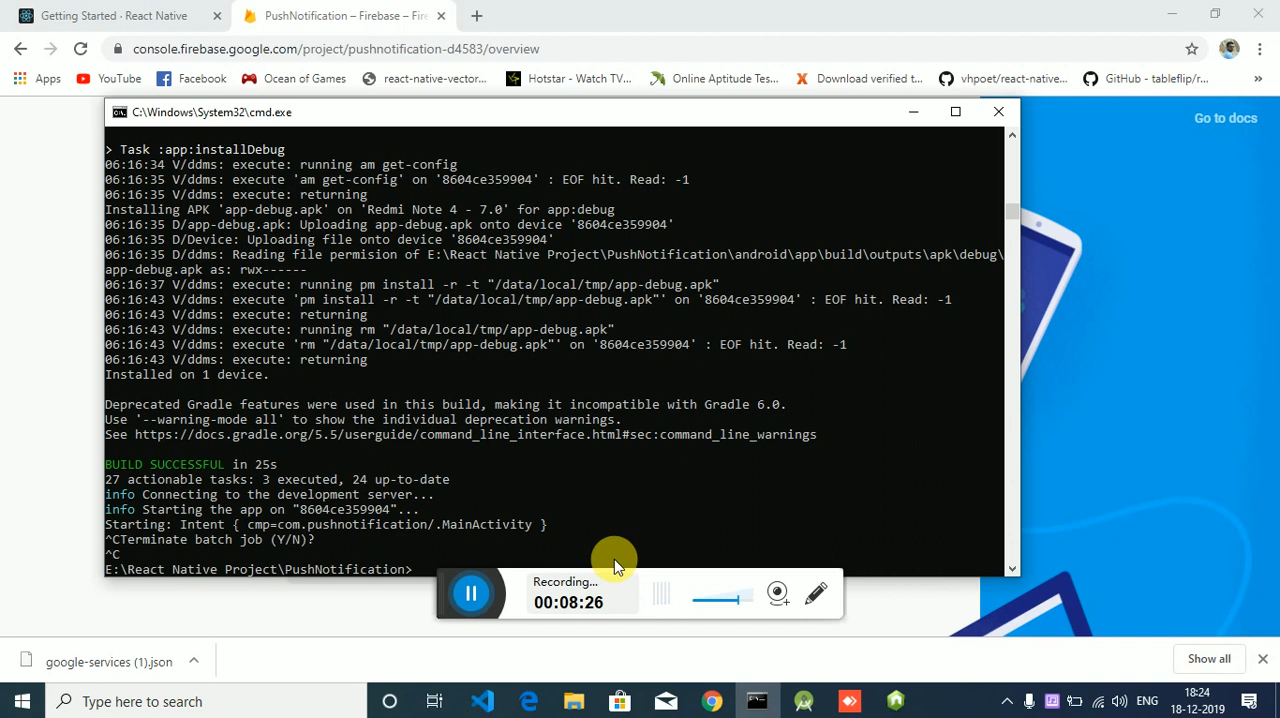 Getting Started · React Native
PushNotification – Firebase – Fire
console.firebase.google.com/project/pushnotification-d4583/overview
Apps
YouTube
Facebook
Ocean of Games
react-native-vector...
Hotstar - Watch TV...
Online Aptitude Tes...
Download verified t...
vhpoet/react-native...
GitHub - tableflip/r...
Go to docs
C:\Windows\System32\cmd.exe
> Task :app:installDebug
06:16:34 V/ddms: execute: running am get-config
06:16:35 V/ddms: execute 'am get-config' on '8604ce359904' : EOF hit. Read: -1
06:16:35 V/ddms: execute: returning
Installing APK 'app-debug.apk' on 'Redmi Note 4 - 7.0' for app:debug
06:16:35 D/app-debug.apk: Uploading app-debug.apk onto device '8604ce359904'
06:16:35 D/Device: Uploading file onto device '8604ce359904'
06:16:35 D/ddms: Reading file permision of E:\React Native Project\PushNotification\android\app\build\outputs\apk\debug\
app-debug.apk as: rwx------
06:16:37 V/ddms: execute: running pm install -r -t "/data/local/tmp/app-debug.apk"
06:16:43 V/ddms: execute 'pm install -r -t "/data/local/tmp/app-debug.apk"' on '8604ce359904' : EOF hit. Read: -1
06:16:43 V/ddms: execute: returning
06:16:43 V/ddms: execute: running rm "/data/local/tmp/app-debug.apk"
06:16:43 V/ddms: execute 'rm "/data/local/tmp/app-debug.apk"' on '8604ce359904' : EOF hit. Read: -1
06:16:43 V/ddms: execute: returning
Installed on 1 device.
Deprecated Gradle features were used in this build, making it incompatible with Gradle 6.0.
Use '--warning-mode all' to show the individual deprecation warnings.
See https://docs.gradle.org/5.5/userguide/command_line_interface.html#sec:command_line_warnings
BUILD SUCCESSFUL in 25s
27 actionable tasks: 3 executed, 24 up-to-date
info Connecting to the development server...
info Starting the app on "8604ce359904"...
Starting: Intent { cmp=com.pushnotification/.MainActivity }
^CTerminate batch job (Y/N)?
^C
E:\React Native Project\PushNotification>
Recording...
00:08:26
google-services (1).json
Show all
Type here to search
ENG
18:24
18-12-2019